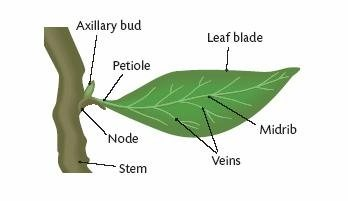 Axillary bud
Leaf blade
Petiole
Node
Midrib
Veins
Stem